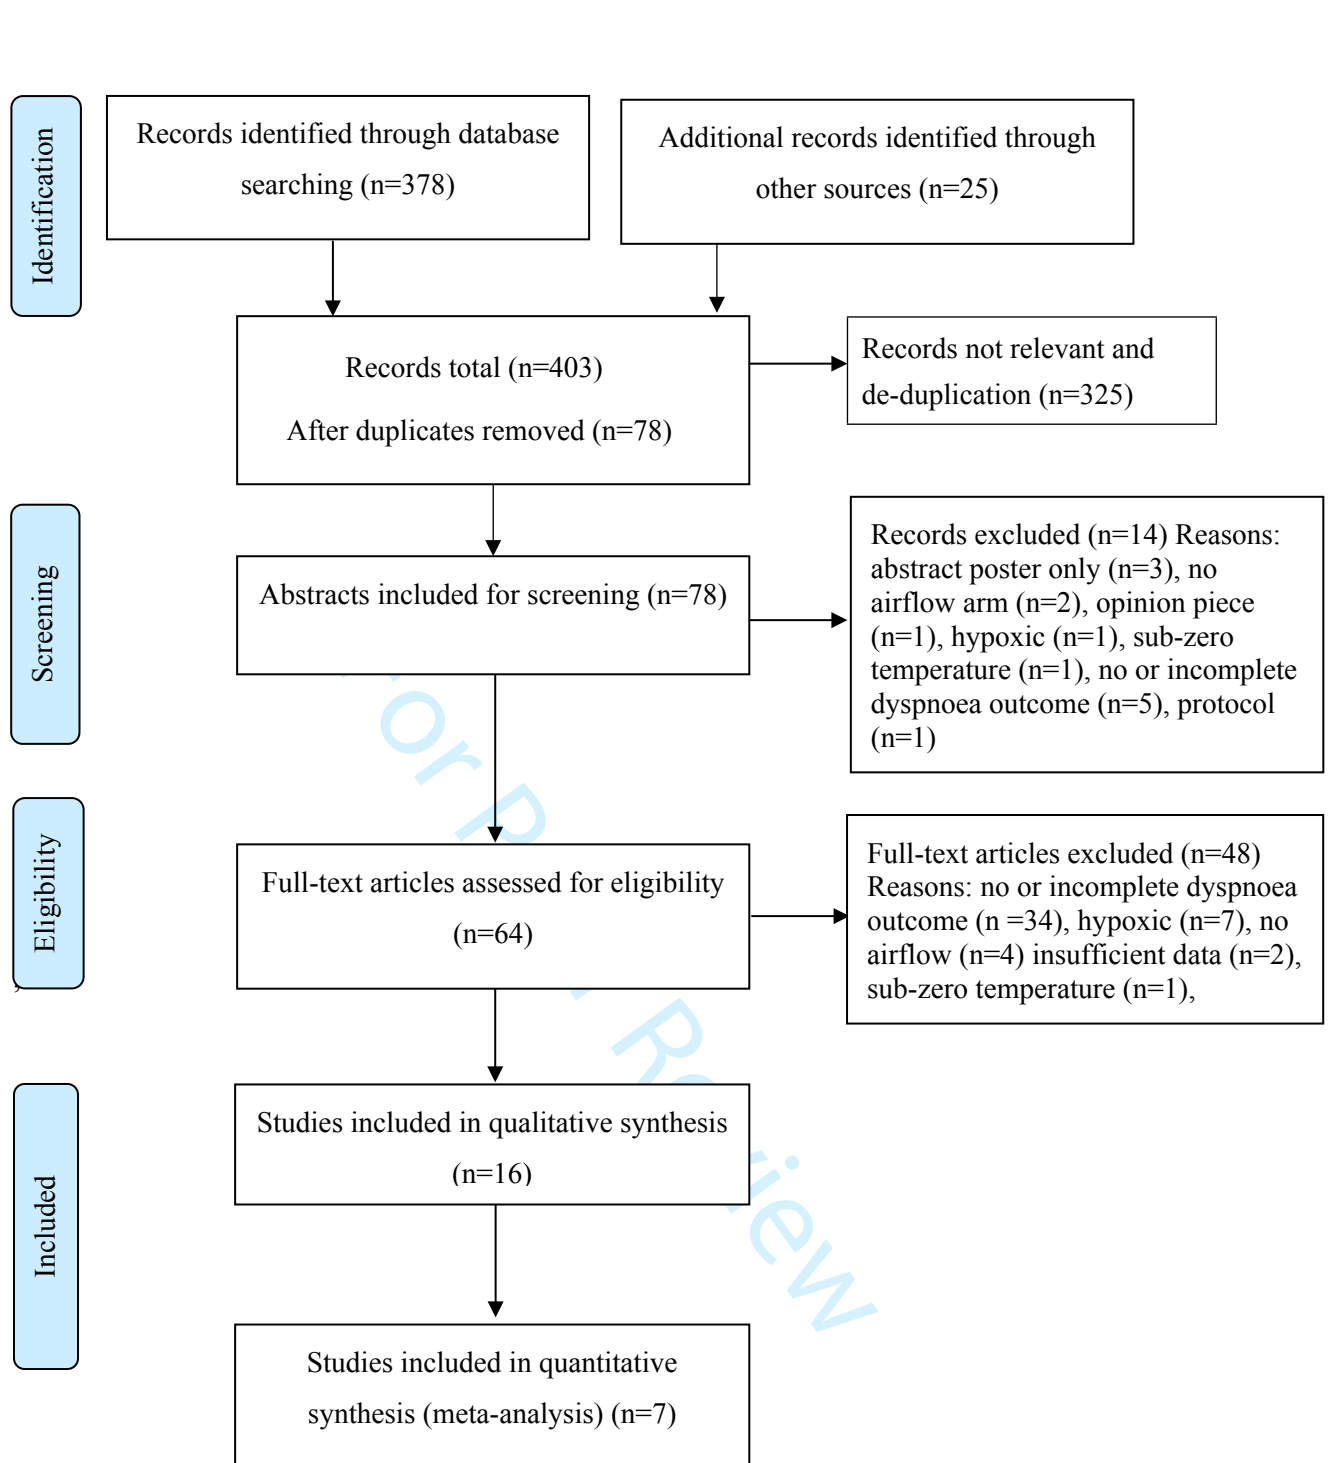 Identification
Records identified through database
searching (n=378)
Additional records identified through
other sources (n=25)
Records total (n=403)
After duplicates removed (n=78)
Records not relevant and
de-duplication (n=325)
Screening
Abstracts included for screening (n=78)
Records excluded (n=14) Reasons:
abstract poster only (n=3), no
airflow arm (n=2), opinion piece
(n=1), hypoxic (n=1), sub-zero
temperature (n=1), no or incomplete
dyspnoea outcome (n=5), protocol
(n=1)
Eligibility
Full-text articles assessed for eligibility
(n=64)
Full-text articles excluded (n=48)
Reasons: no or incomplete dyspnoea
outcome (n =34), hypoxic (n=7), no
airflow (n=4) insufficient data (n=2),
sub-zero temperature (n=1),
Included
Studies included in qualitative synthesis
(n=16)
Studies included in quantitative
synthesis (meta-analysis) (n=7)